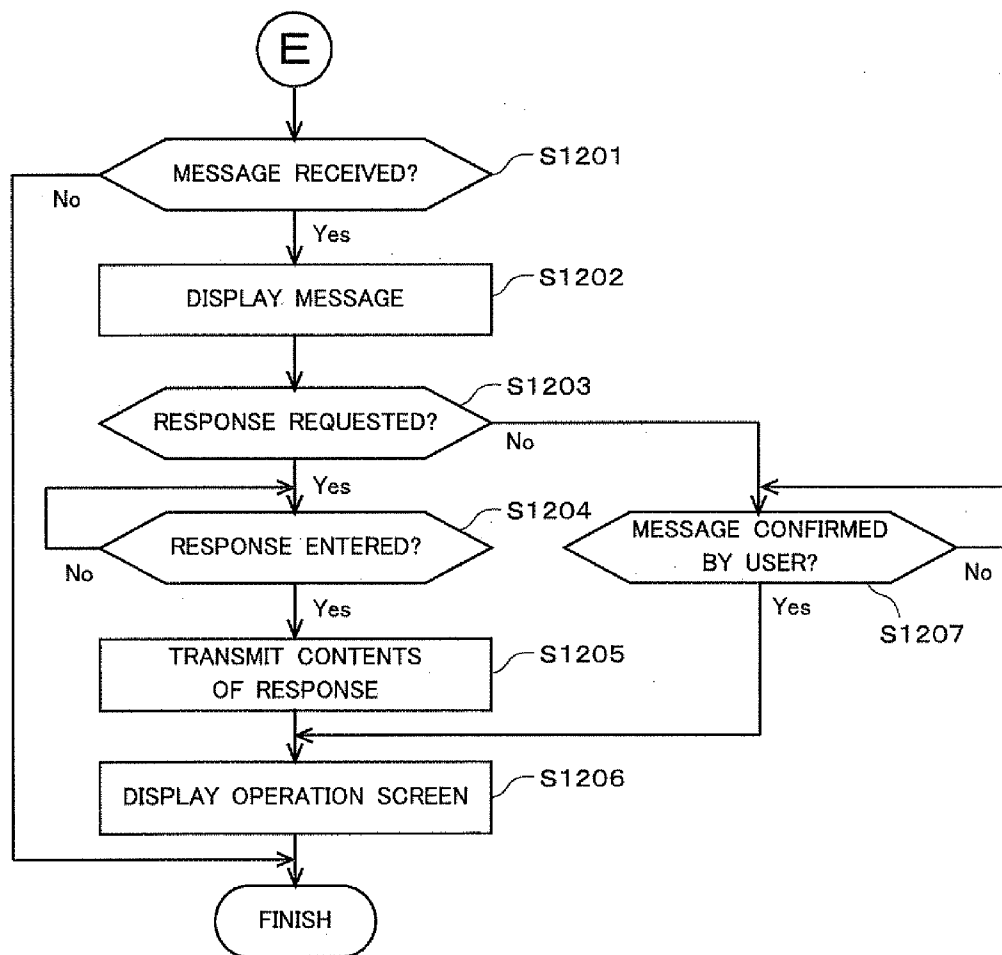 E
MESSAGE RECEIVED?
S1201
No
Yes
DISPLAY MESSAGE
S1202
RESPONSE REQUESTED?
S1203
No
Yes
RESPONSE ENTERED?
S1204
No
Yes
MESSAGE CONFIRMED
BY USER?
No
Yes
S1207
TRANSMIT CONTENTS
OF RESPONSE
S1205
DISPLAY OPERATION SCREEN
S1206
FINISH